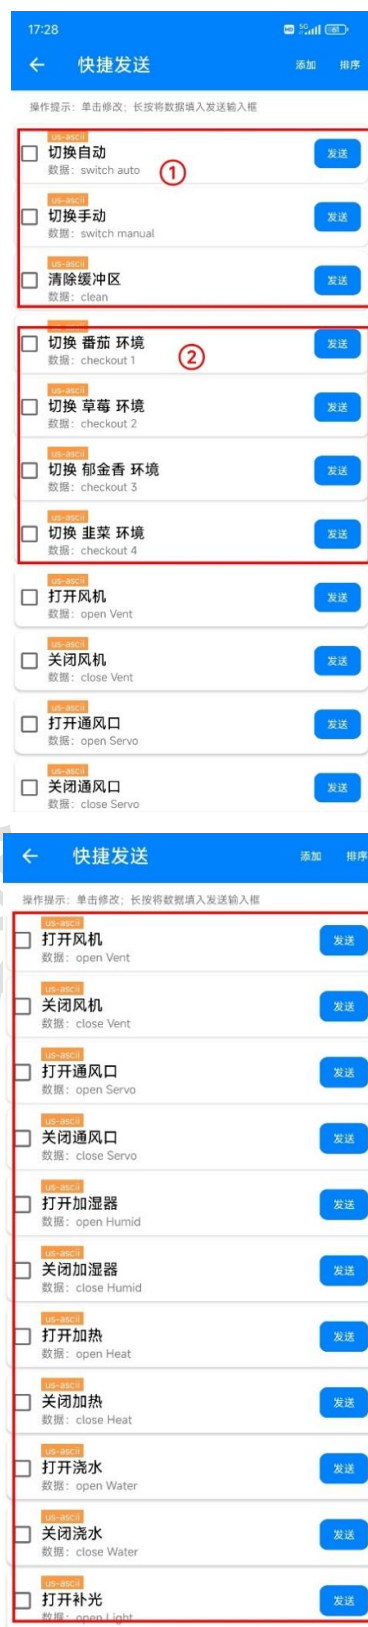 17:28
HD 5G
快捷发送
添加 排序
操作提示：单击修改；长按将数据填入发送输入框
us-ascii
切换自动
发送
数据：switch auto
①
us-ascii
切换手动
发送
数据：switch manual
us-ascii
清除缓冲区
发送
数据：clean
切换 番茄 环境
发送
数据：checkout 1
②
us-ascii
切换 草莓 环境
发送
数据：checkout 2
us-ascii
切换 郁金香 环境
发送
数据：checkout 3
us-ascii
切换 韭菜 环境
发送
数据：checkout 4
us-ascii
打开风机
发送
数据：open Vent
us-ascii
关闭风机
发送
数据：close Vent
us-ascii
打开通风口
发送
数据：open Servo
us-ascii
关闭通风口
发送
数据：close Servo
快捷发送
添加 排序
操作提示：单击修改；长按将数据填入发送输入框
us-ascii
打开风机
发送
数据：open Vent
us-ascii
关闭风机
发送
数据：close Vent
us-ascii
打开通风口
发送
数据：open Servo
us-ascii
关闭通风口
发送
数据：close Servo
us-ascii
打开加湿器
发送
数据：open Humid
us-ascii
关闭加湿器
发送
数据：close Humid
us-ascii
打开加热
发送
数据：open Heat
us-ascii
关闭加热
发送
数据：close Heat
us-ascii
打开浇水
发送
数据：open Water
us-ascii
关闭浇水
发送
数据：close Water
us-ascii
打开补光
发送
数据：open Light